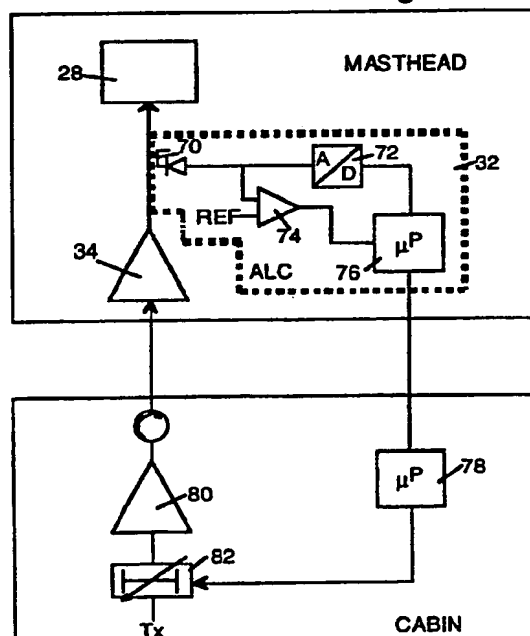 28
MASTHEAD
70
A
D
72
32
REF
74
34
ALC
76
μP
μP
78
80
82
Tx
CABIN